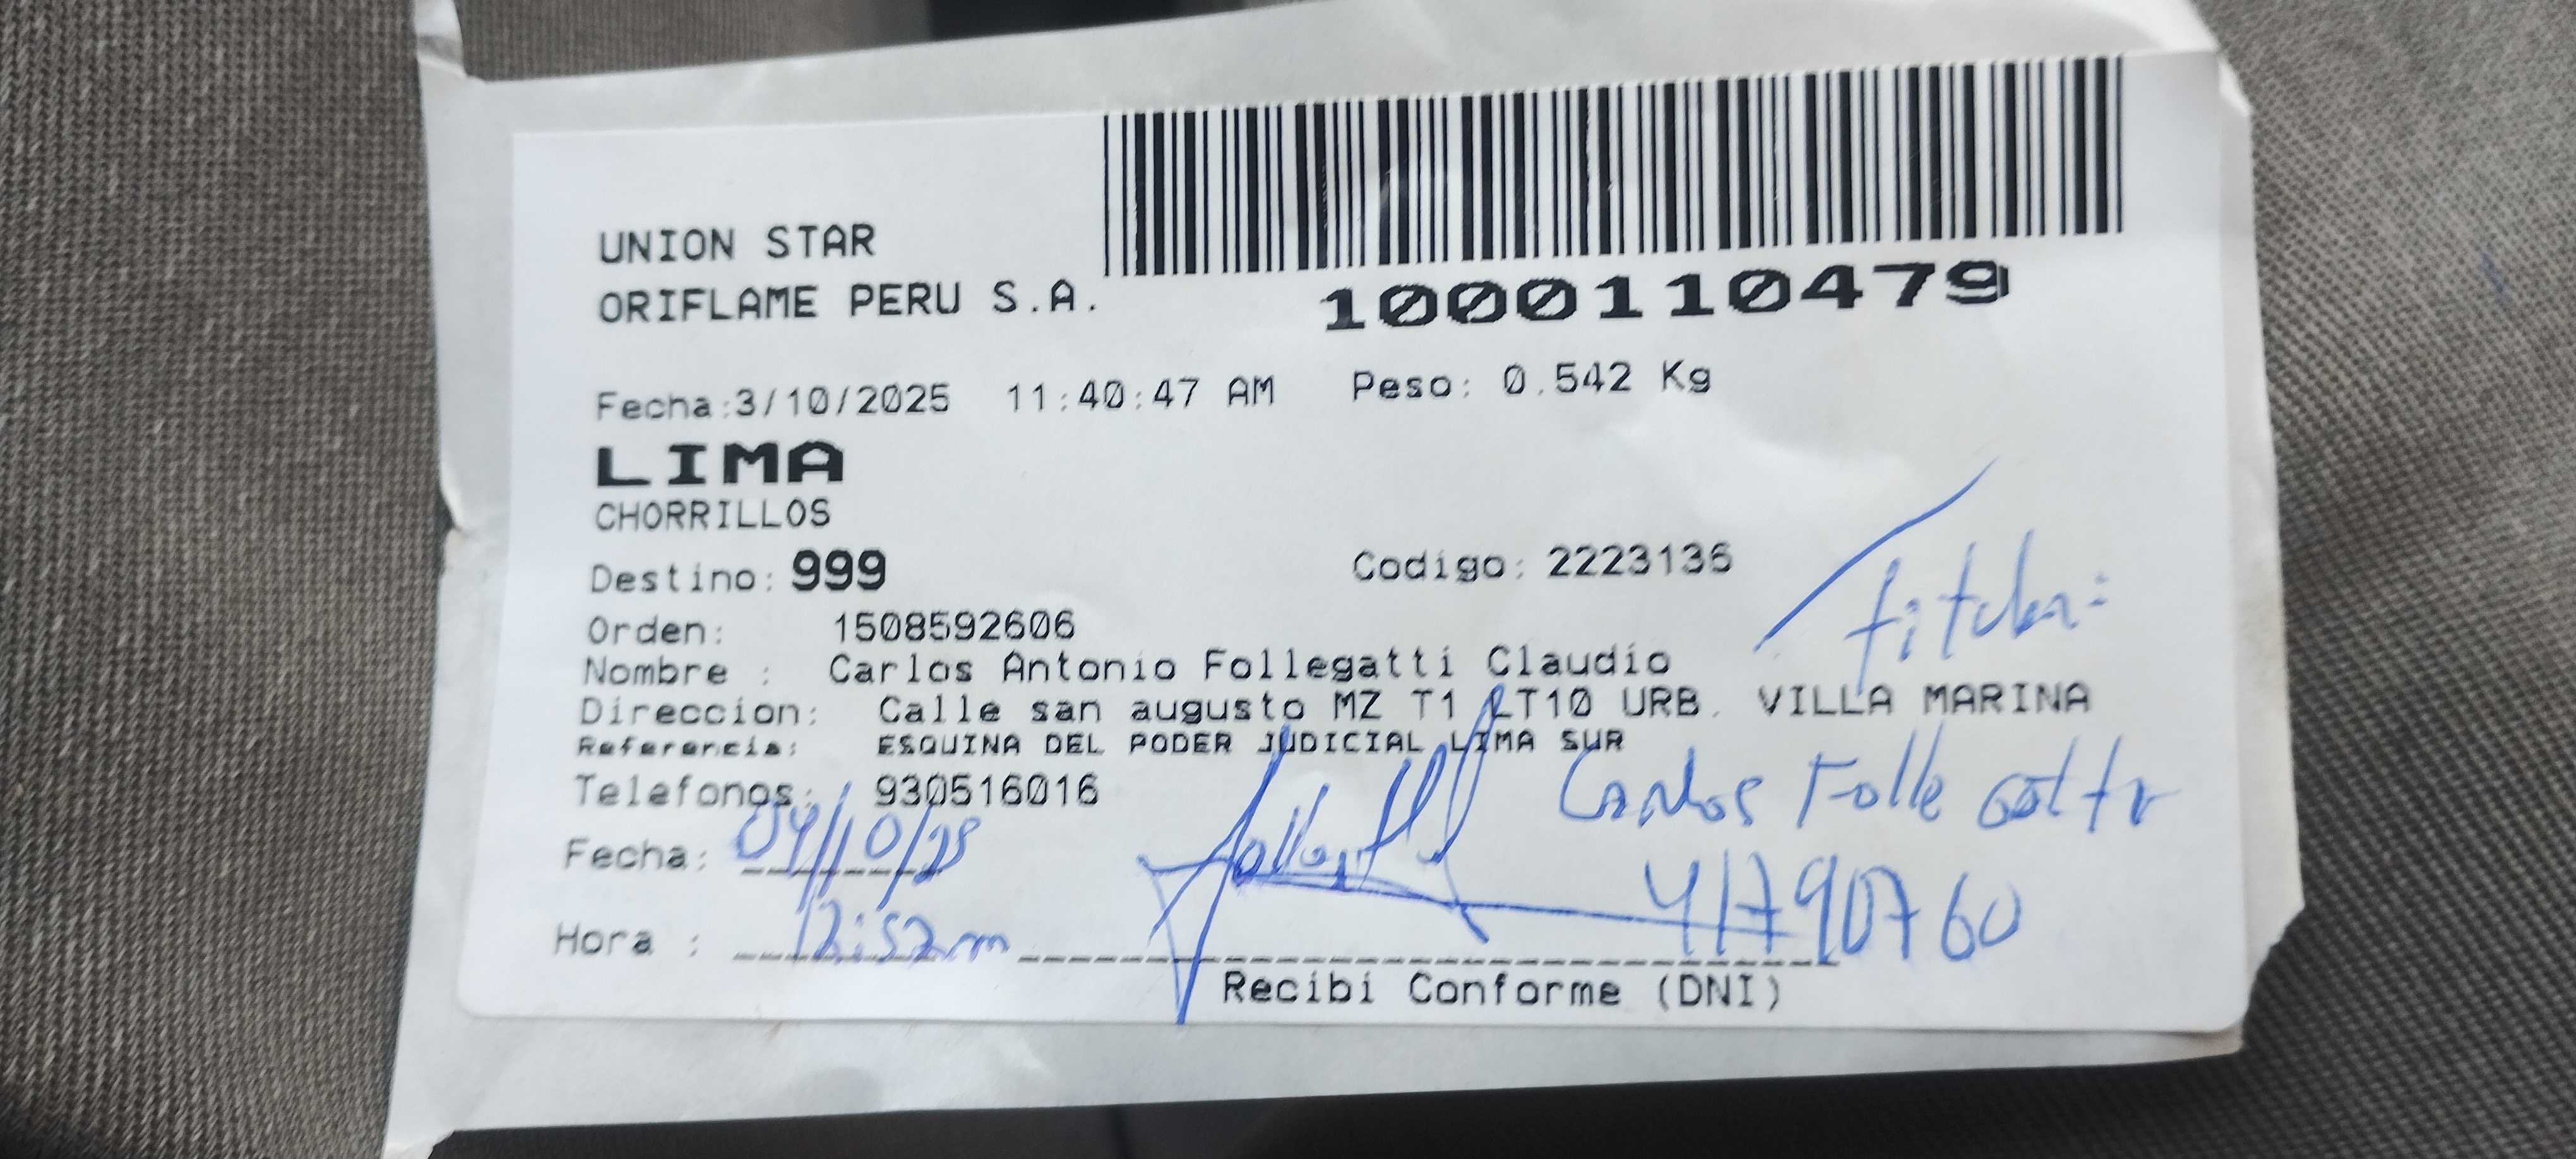 UNION STAR
ORIFLAME PERU S.A.
1000110479
Fecha:3/10/2025 11:40:47 AM Peso: 0.542 Kg
LIMA
CHORRILLOS
Destino: 999 Codigo: 2223136
Orden: 1508592606
Nombre : Carlos Antonio Follegatti Claudio
Direccion: Calle san augusto MZ T1 LT10 URB. VILLA MARINA
Referencia: ESQUINA DEL PODER JUDICIAL LIMA SUR
Telefonos: 930516016
Carlos
Fecha: 04/10/25
41790760
Hora : 12:52m
Recibi Conforme (DNI)